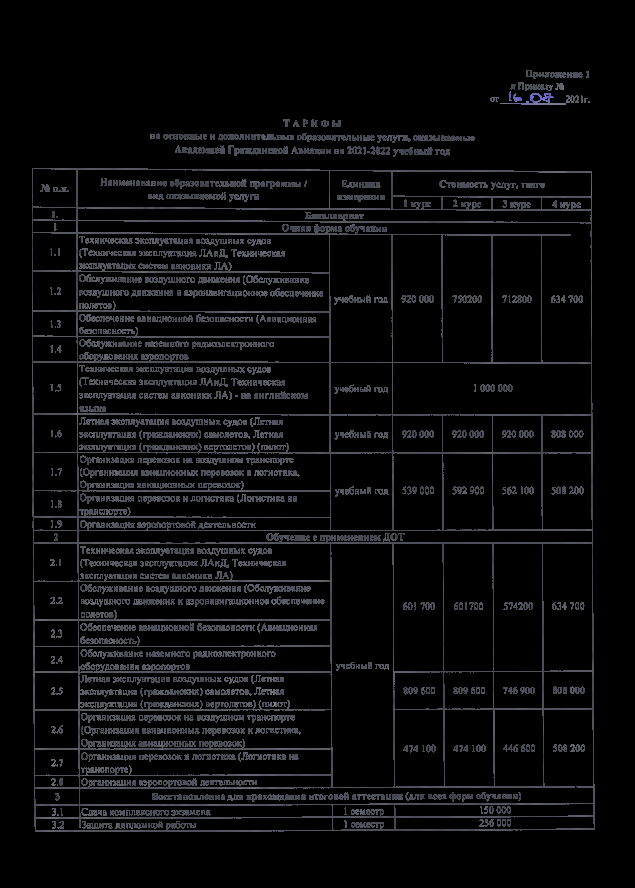 Приложение 1
к Приказу №
от 16.07 2021г.
Т А Р И Ф Ы
на основные и дополнительные образовательные услуги, оказываемые
Академией Гражданской Авиации на 2021-2022 учебный год
№ п.п. Наименование образовательной программы / вид оказываемой услуги Единица измерения Стоимость услуг, тенге
1 курс 2 курс 3 курс 4 курс
1. Бакалавриат
1 Очная форма обучения
1.1 Техническая эксплуатация воздушных судов
(Техническая эксплуатация ЛАиД, Техническая
эксплуатация систем авионики ЛА)
1.2 Обслуживание воздушного движения (Обслуживание
воздушного движения и аэронавигационное обеспечение
полетов)
учебный год 920 000 750200 712800 634 700
1.3 Обеспечение авиационной безопасности (Авиационная
безопасность)
1.4 Обслуживание наземного радиоэлектронного
оборудования аэропортов
1.5 Техническая эксплуатация воздушных судов
(Техническая эксплуатация ЛАиД, Техническая
эксплуатация систем авионики ЛА) - на английском
языке
учебный год 1 000 000
1.6 Летная эксплуатация воздушных судов (Летная
эксплуатация (гражданских) самолетов, Летная
эксплуатация (гражданских) вертолетов) (пилот)
учебный год 920 000 920 000 920 000 808 000
1.7 Организация перевозок на воздушном транспорте
(Организация авиационных перевозок и логистика,
Организация авиационных перевозок)
учебный год 539 000 592 900 562 100 508 200
1.8 Организация перевозок и логистика (Логистика на
транспорте)
1.9 Организация аэропортовой деятельности
2 Обучение с применением ДОТ
2.1 Техническая эксплуатация воздушных судов
(Техническая эксплуатация ЛАиД, Техническая
эксплуатация систем авионики ЛА)
2.2 Обслуживание воздушного движения (Обслуживание
воздушного движения и аэронавигационное обеспечение
полетов)
601 700 601700 574200 634 700
2.3 Обеспечение авиационной безопасности (Авиационная
безопасность)
2.4 Обслуживание наземного радиоэлектронного
оборудования аэропортов
учебный год
2.5 Летная эксплуатация воздушных судов (Летная
эксплуатация (гражданских) самолетов, Летная
эксплуатация (гражданских) вертолетов) (пилот)
809 600 809 600 746 900 808 000
2.6 Организация перевозок на воздушном транспорте
(Организация авиационных перевозок и логистика,
Организация авиационных перевозок)
474 100 474 100 446 600 508 200
2.7 Организация перевозок и логистика (Логистика на
транспорте)
2.8 Организация аэропортовой деятельности
3 Восстановление для прохождения итоговой аттестации (для всех форм обучения)
3.1 Сдача комплексного экзамена 1 семестр 150 000
3.2 Защита дипломной работы 1 семестр 256 000